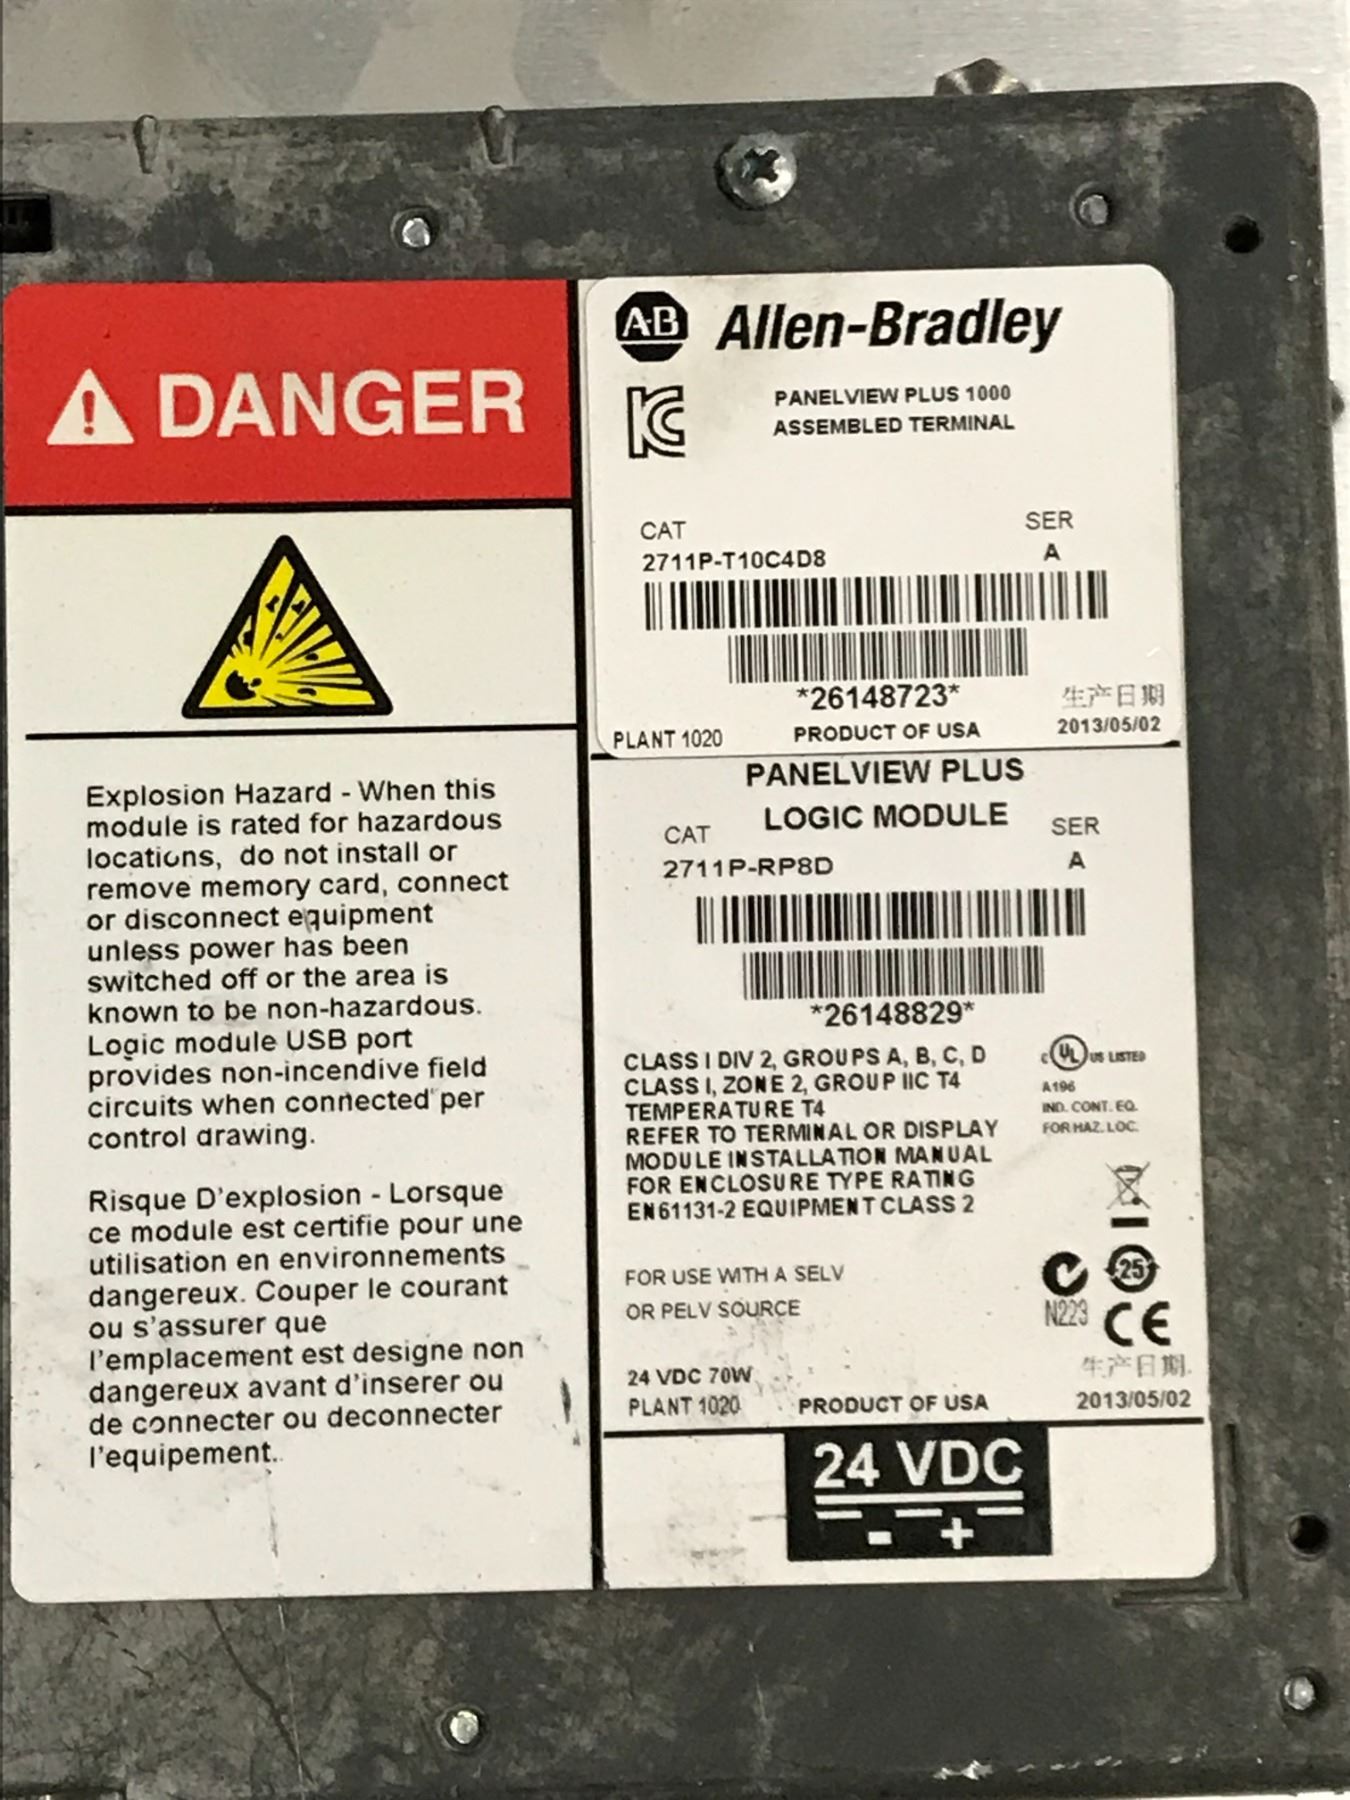 DANGER
Explosion Hazard - When this
module is rated for hazardous
locations, do not install or
remove memory card, connect
or disconnect equipment
unless power has been
switched off or the area is
known to be non-hazardous.
Logic module USB port
provides non-incendive field
circuits when connected per
control drawing.
Risque D'explosion - Lorsque
ce module est certifie pour une
utilisation en environnements
dangereux. Couper le courant
ou s'assurer que
l'emplacement est designe non
dangereux avant d'inserer ou
de connecter ou deconnecter
l'equipement.
A-B Allen-Bradley
PANELVIEW PLUS 1000
ASSEMBLED TERMINAL
CAT SER
2711P-T10C4D8 A
*26148723*
生产日期
PLANT 1020 PRODUCT OF USA 2013/05/02
PANELVIEW PLUS
LOGIC MODULE
CAT SER
2711P-RP8D A
*26148829*
CLASS I DIV 2, GROUPS A, B, C, D
CLASS I, ZONE 2, GROUP IIC T4
TEMPERATURE T4
REFER TO TERMINAL OR DISPLAY
MODULE INSTALLATION MANUAL
FOR ENCLOSURE TYPE RATING
EN61131-2 EQUIPMENT CLASS 2
C UL US LISTED
A196
IND. CONT. EQ.
FOR HAZ. LOC.
FOR USE WITH A SELV
OR PELV SOURCE
25
N223 CE
24 VDC 70W
生产日期
PLANT 1020 PRODUCT OF USA 2013/05/02
24 VDC
- +